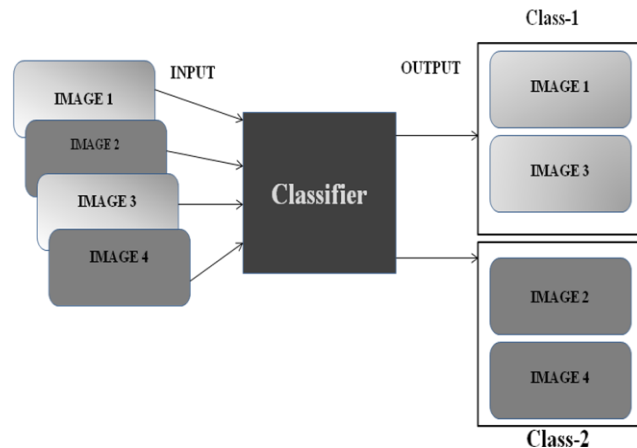 Class-1
INPUT
OUTPUT
IMAGE 1
IMAGE 2
IMAGE 3
IMAGE 4
Classifier
IMAGE 1
IMAGE 3
IMAGE 2
IMAGE 4
Class-2